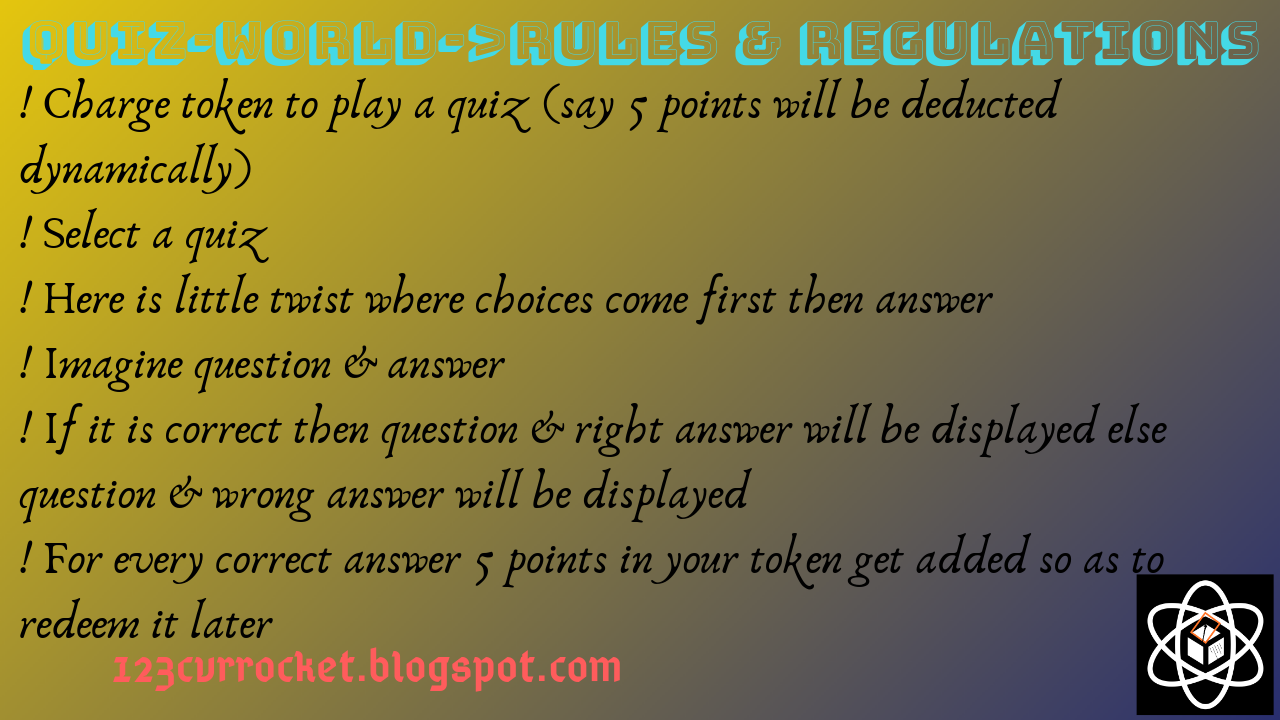 QUIZ-WORLD->RULES & REGULATIONS
! Charge token to play a quiz (say 5 points will be deducted
dynamically)
! Select a quiz
! Here is little twist where choices come first then answer
! Imagine question & answer
! If it is correct then question & right answer will be displayed else
question & wrong answer will be displayed
! For every correct answer 5 points in your token get added so as to
redeem it later
123currocket.blogspot.com